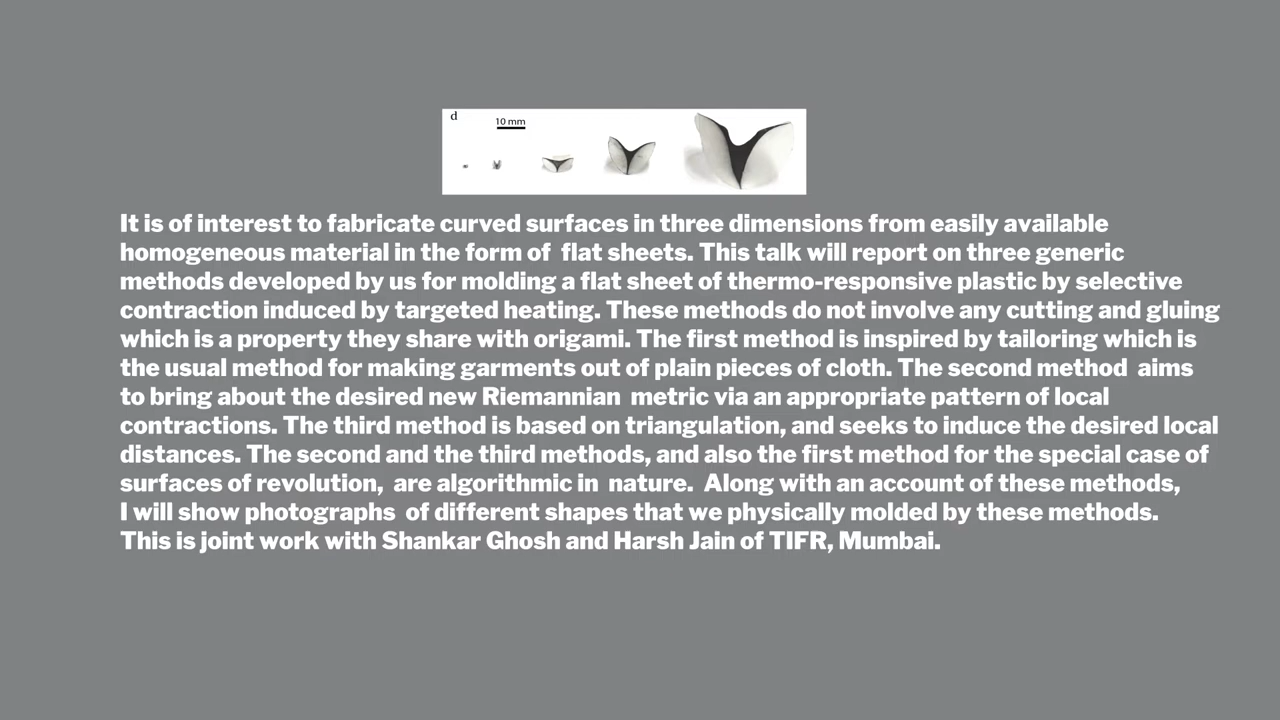 d
10 mm
It is of interest to fabricate curved surfaces in three dimensions from easily available
homogeneous material in the form of flat sheets. This talk will report on three generic
methods developed by us for molding a flat sheet of thermo-responsive plastic by selective
contraction induced by targeted heating. These methods do not involve any cutting and gluing
which is a property they share with origami. The first method is inspired by tailoring which is
the usual method for making garments out of plain pieces of cloth. The second method aims
to bring about the desired new Riemannian metric via an appropriate pattern of local
contractions. The third method is based on triangulation, and seeks to induce the desired local
distances. The second and the third methods, and also the first method for the special case of
surfaces of revolution, are algorithmic in nature. Along with an account of these methods,
I will show photographs of different shapes that we physically molded by these methods.
This is joint work with Shankar Ghosh and Harsh Jain of TIFR, Mumbai.